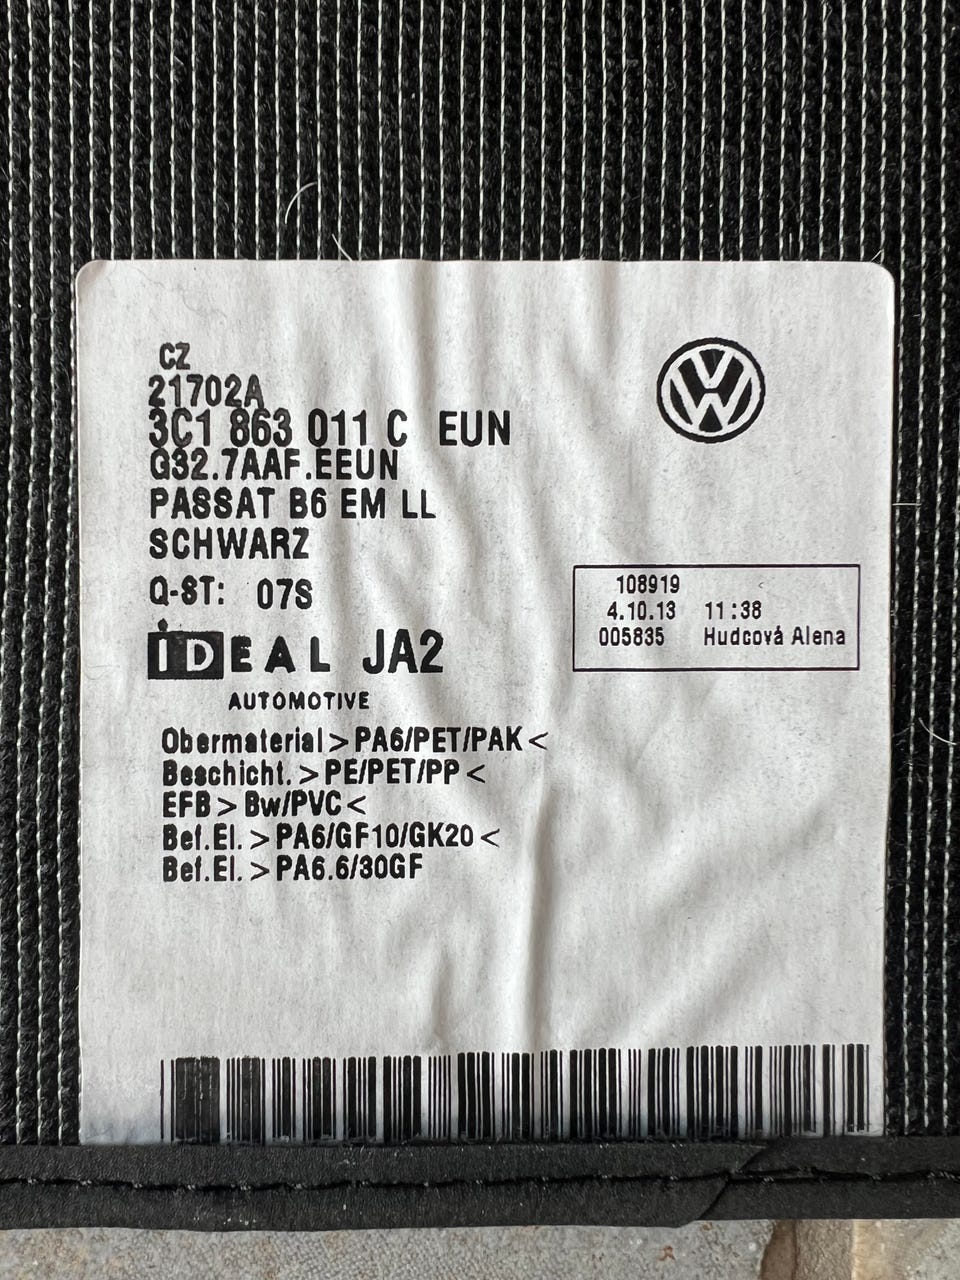 CZ
21702A
3C1 863 011 C EUN
G32.7AAF.EEUN
PASSAT B6 EM LL
SCHWARZ
Q-ST: 07S
VW
108919
4.10.13 11:38
005835 Hudcová Alena
iDEAL JA2
AUTOMOTIVE
Obermaterial>PA6/PET/PAK<
Beschicht.>PE/PET/PP<
EFB>Bw/PVC<
Bef.El.>PA6/GF10/GK20<
Bef.El.>PA6.6/30GF